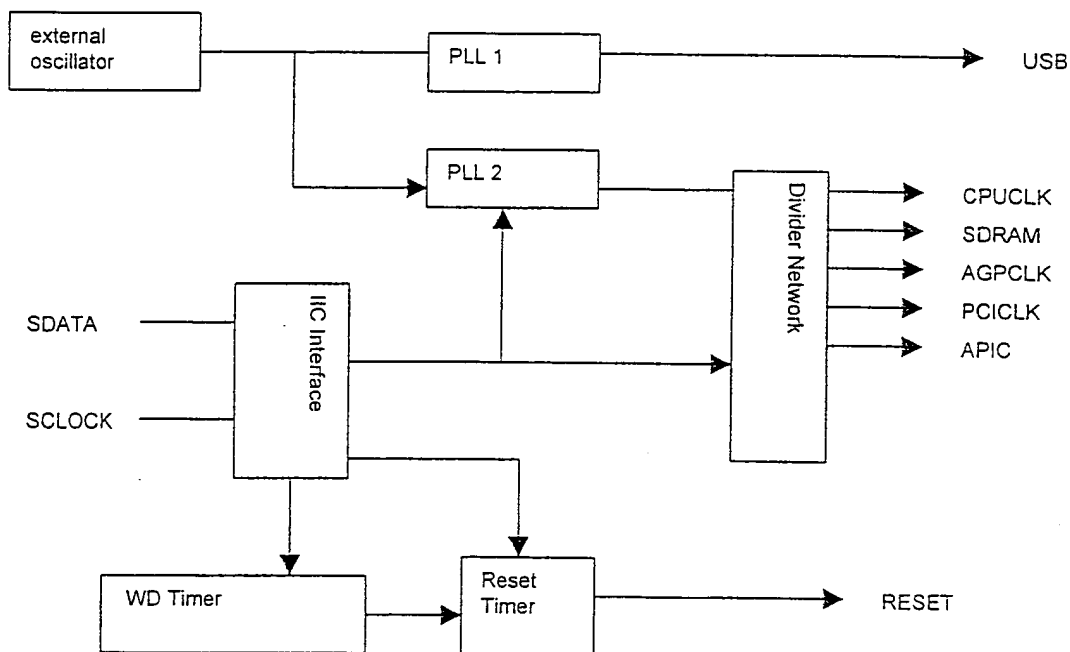 external
oscillator
PLL 1
USB
PLL 2
Divider Network
CPUCLK
SDRAM
AGPCLK
PCICLK
APIC
SDATA
SCLOCK
IIC Interface
WD Timer
Reset
Timer
RESET